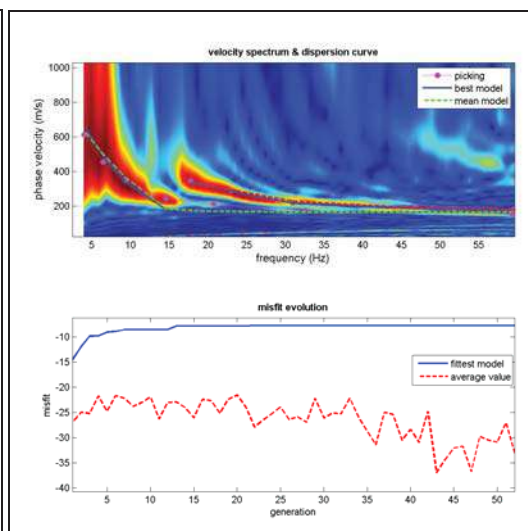 velocity spectrum & dispersion curve
1000
800
600
400
200
phase velocity (m/s)
picking
best model
mean model
5 10 15 20 25 30 35 40 45 50 55
frequency (Hz)
misfit evolution
-10
-15
-20
-25
-30
-35
-40
misfit
fittest model
average value
5 10 15 20 25 30 35 40 45 50
generation